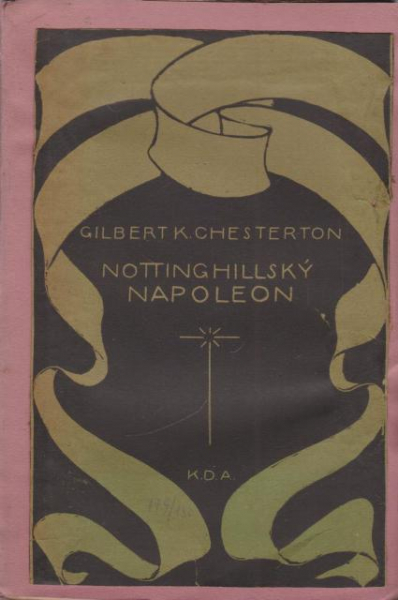 GILBERT K. CHESTERTON
NOTTINGHILLSKÝ
NAPOLEON
K.D.A.